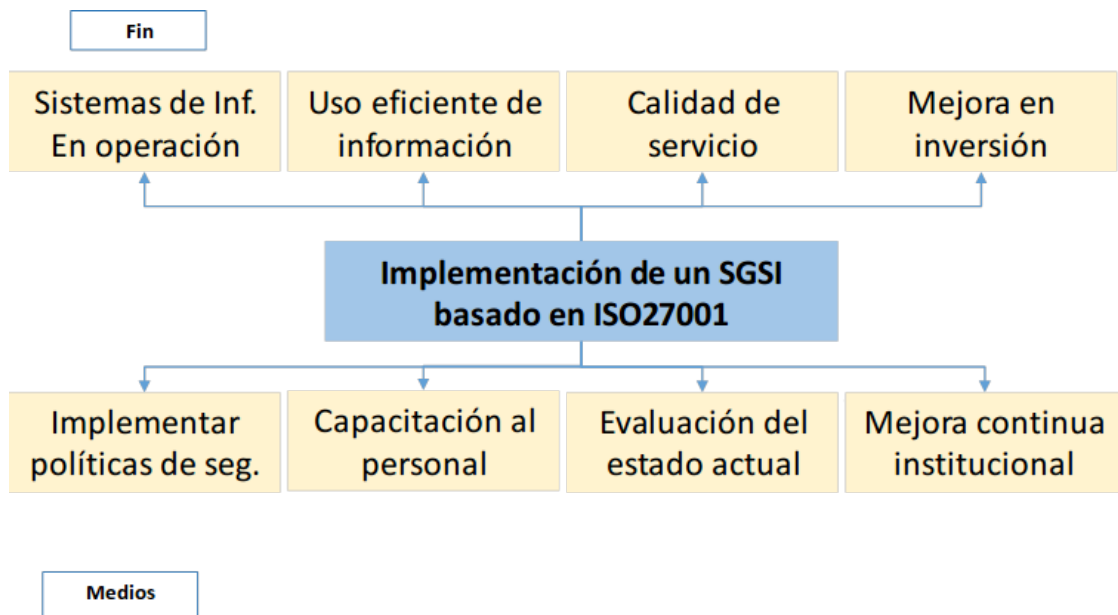 Fin
Sistemas de Inf.
En operación
Uso eficiente de
información
Calidad de
servicio
Mejora en
inversión
Implementación de un SGSI
basado en ISO27001
Implementar
políticas de seg.
Capacitación al
personal
Evaluación del
estado actual
Mejora continua
institucional
Medios